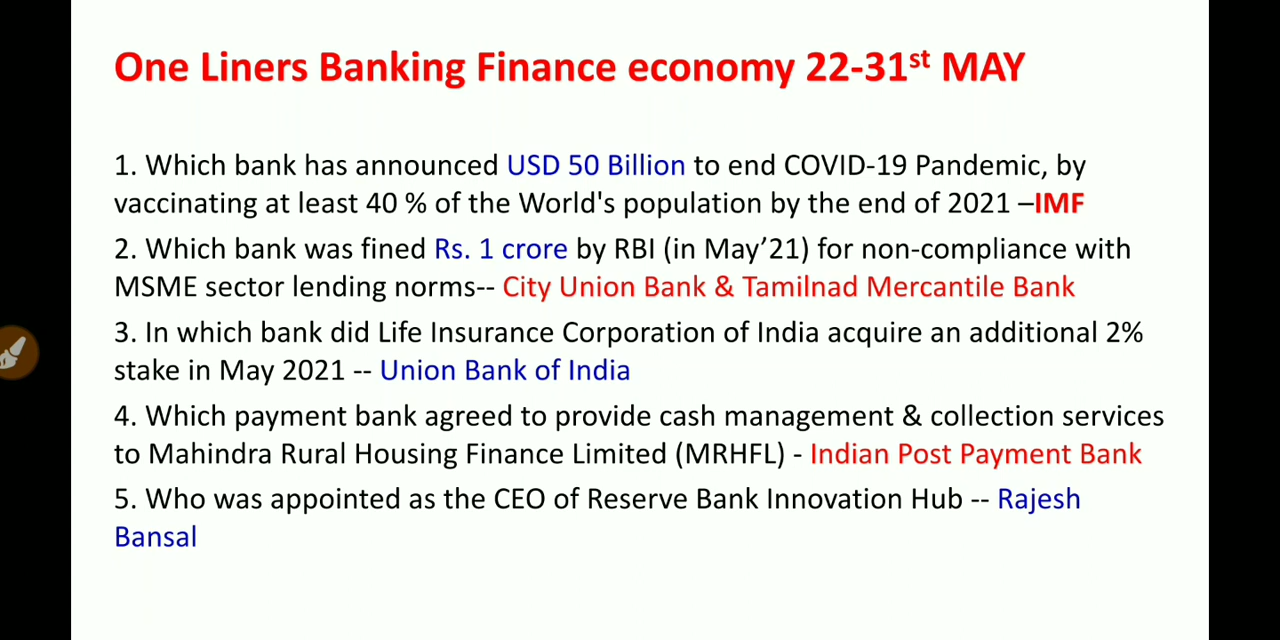 One Liners Banking Finance economy 22-31st MAY
1. Which bank has announced USD 50 Billion to end COVID-19 Pandemic, by
vaccinating at least 40 % of the World's population by the end of 2021 –IMF
2. Which bank was fined Rs. 1 crore by RBI (in May’21) for non-compliance with
MSME sector lending norms-- City Union Bank & Tamilnad Mercantile Bank
3. In which bank did Life Insurance Corporation of India acquire an additional 2%
stake in May 2021 -- Union Bank of India
4. Which payment bank agreed to provide cash management & collection services
to Mahindra Rural Housing Finance Limited (MRHFL) - Indian Post Payment Bank
5. Who was appointed as the CEO of Reserve Bank Innovation Hub -- Rajesh
Bansal